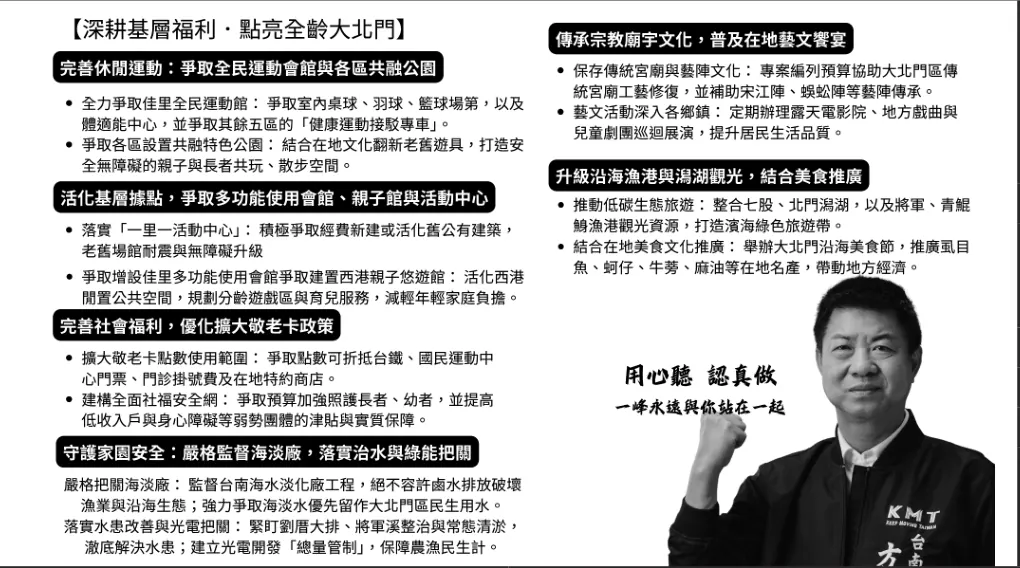 【深耕基層福利．點亮全齡大北門】
完善休閒運動：爭取全民運動會館與各區共融公園
• 全力爭取佳里全民運動館： 爭取室內桌球、羽球、籃球場第，以及
體適能中心，並爭取其餘五區的「健康運動接駁專車」。
• 爭取各區設置共融特色公園： 結合在地文化翻新老舊遊具，打造安
全無障礙的親子與長者共玩、散步空間。
活化基層據點，爭取多功能使用會館、親子館與活動中心
• 落實「一里一活動中心」： 積極爭取經費新建或活化舊公有建築，
老舊場館耐震與無障礙升級
• 爭取增設佳里多功能使用會館爭取建置西港親子悠遊館： 活化西港
閒置公共空間，規劃分齡遊戲區與育兒服務，減輕年輕家庭負擔。
完善社會福利，優化擴大敬老卡政策
• 擴大敬老卡點數使用範圍： 爭取點數可折抵台鐵、國民運動中
心門票、門診掛號費及在地特約商店。
• 建構全面社福安全網： 爭取預算加強照護長者、幼者，並提高
低收入戶與身心障礙等弱勢團體的津貼與實質保障。
守護家園安全：嚴格監督海淡廠，落實治水與綠能把關
嚴格把關海淡廠： 監督台南海水淡化廠工程，絕不容許鹵水排放破壞
漁業與沿海生態；強力爭取海淡水優先留作大北門區民生用水。
落實水患改善與光電把關： 緊盯劉厝大排、將軍溪整治與常態清淤，
澈底解決水患；建立光電開發「總量管制」，保障農漁民生計。
傳承宗教廟宇文化，普及在地藝文饗宴
• 保存傳統宮廟與藝陣文化： 專案編列預算協助大北門區傳
統宮廟工藝修復，並補助宋江陣、蜈蚣陣等藝陣傳承。
• 藝文活動深入各鄉鎮： 定期辦理露天電影院、地方戲曲與
兒童劇團巡迴展演，提升居民生活品質。
升級沿海漁港與潟湖觀光，結合美食推廣
• 推動低碳生態旅遊： 整合七股、北門潟湖，以及將軍、青鯤
鯓漁港觀光資源，打造濱海綠色旅遊帶。
• 結合在地美食文化推廣： 舉辦大北門沿海美食節，推廣虱目
魚、蚵仔、牛蒡、麻油等在地名產，帶動地方經濟。
用心聽 認真做
一峰永遠與你站在一起
KMT
KEEP MOVING TAIWAN
台南
方